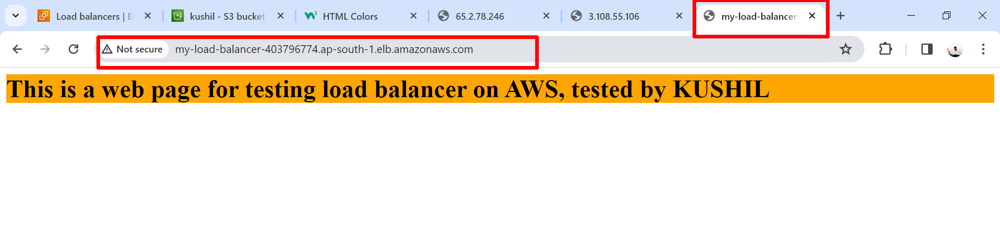 Load balancers | EC
kushil - S3 bucket
HTML Colors
65.2.78.246
3.108.55.106
my-load-balancer-
Not secure
my-load-balancer-403796774.ap-south-1.elb.amazonaws.com
This is a web page for testing load balancer on AWS, tested by KUSHIL